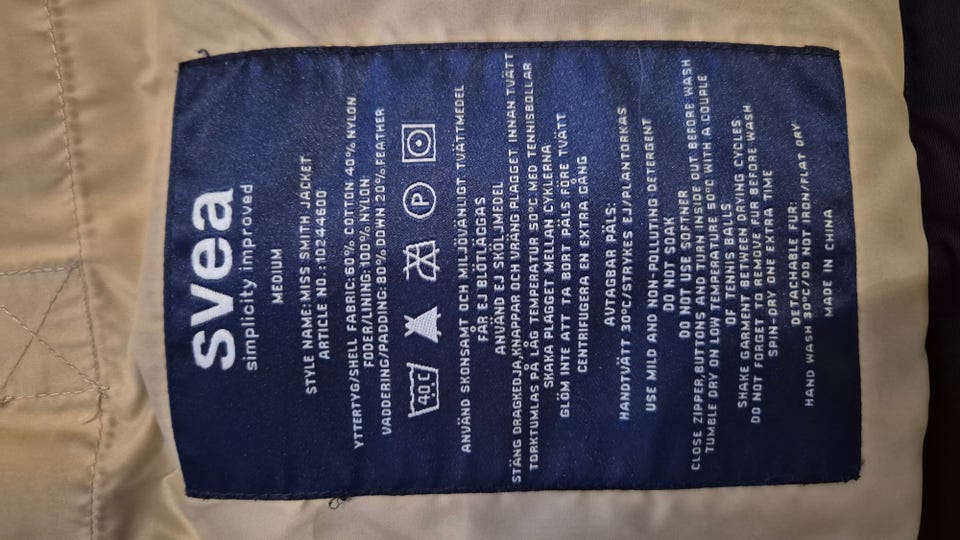 svea
simplicity improved
MEDIUM
STYLE NAME:MISS SMITH JACKET
ARTICLE NO.:10244600
YTTERTYG/SHELL FABRIC:60% COTTON 40% NYLON
FODER/LINING:100% NYLON
VADDERING/PADDING:80% DOWN 20% FEATHER
40C P
ANVÄND SKONSAMT OCH MILJÖVÄNLIGT TVÄTTMEDEL
FÅR EJ BLÖTLÄGGAS
ANVÄND EJ SKÖLJMEDEL
STÄNG DRAGKEDJA,KNAPPAR OCH VRÄNG PLAGGET INNAN TVÄTT
TORKTUMLAS PÅ LÅG TEMPERATUR 50°C MED TENNISBOLLAR
SKAKA PLAGGET MELLAN CYKLERNA
GLÖM INTE ATT TA BORT PÄLS FÖRE TVÄTT
CENTRIFUGERA EN EXTRA GÅNG
AVTAGBAR PÄLS:
HANDTVÄTT 30°C/STRYKES EJ/PLANTORKAS
USE MILD AND NON-POLLUTING DETERGENT
DO NOT SOAK
DO NOT USE SOFTNER
CLOSE ZIPPER,BUTTONS AND TURN INSIDE OUT BEFORE WASH
TUMBLE DRY ON LOW TEMPERATURE 50°C WITH A COUPLE
OF TENNIS BALLS
SHAKE GARMENT BETWEEN DRYING CYCLES
DO NOT FORGET TO REMOVE FUR BEFORE WASH
SPIN-DRY ONE EXTRA TIME
DETACHABLE FUR:
HAND WASH 30°C/DO NOT IRON/FLAT DRY
MADE IN CHINA